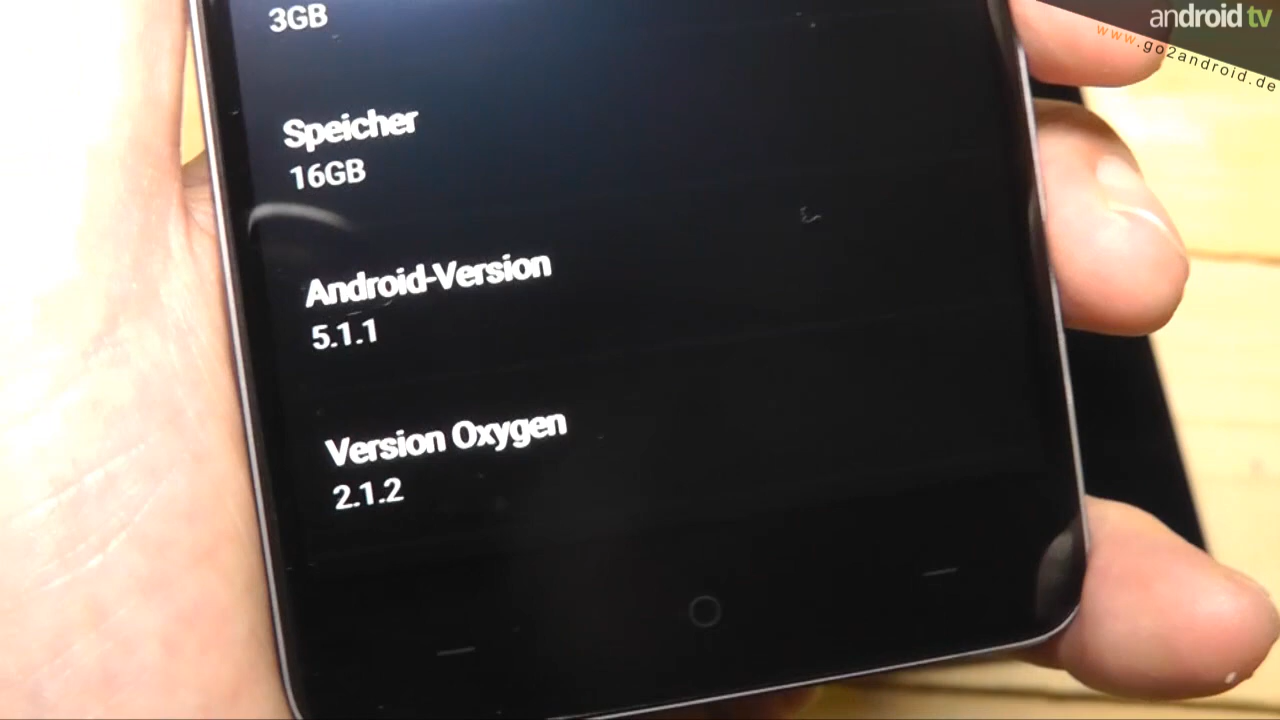 android tv
www.go2android.de
3GB
Speicher
16GB
Android-Version
5.1.1
Version Oxygen
2.1.2